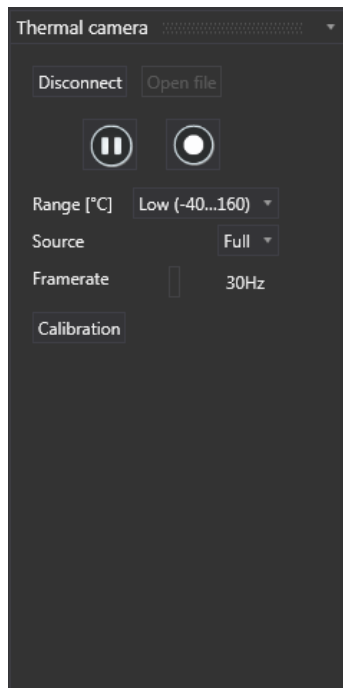 Thermal camera
Disconnect Open file
Range [°C] Low (-40...160)
Source Full
Framerate 30Hz
Calibration